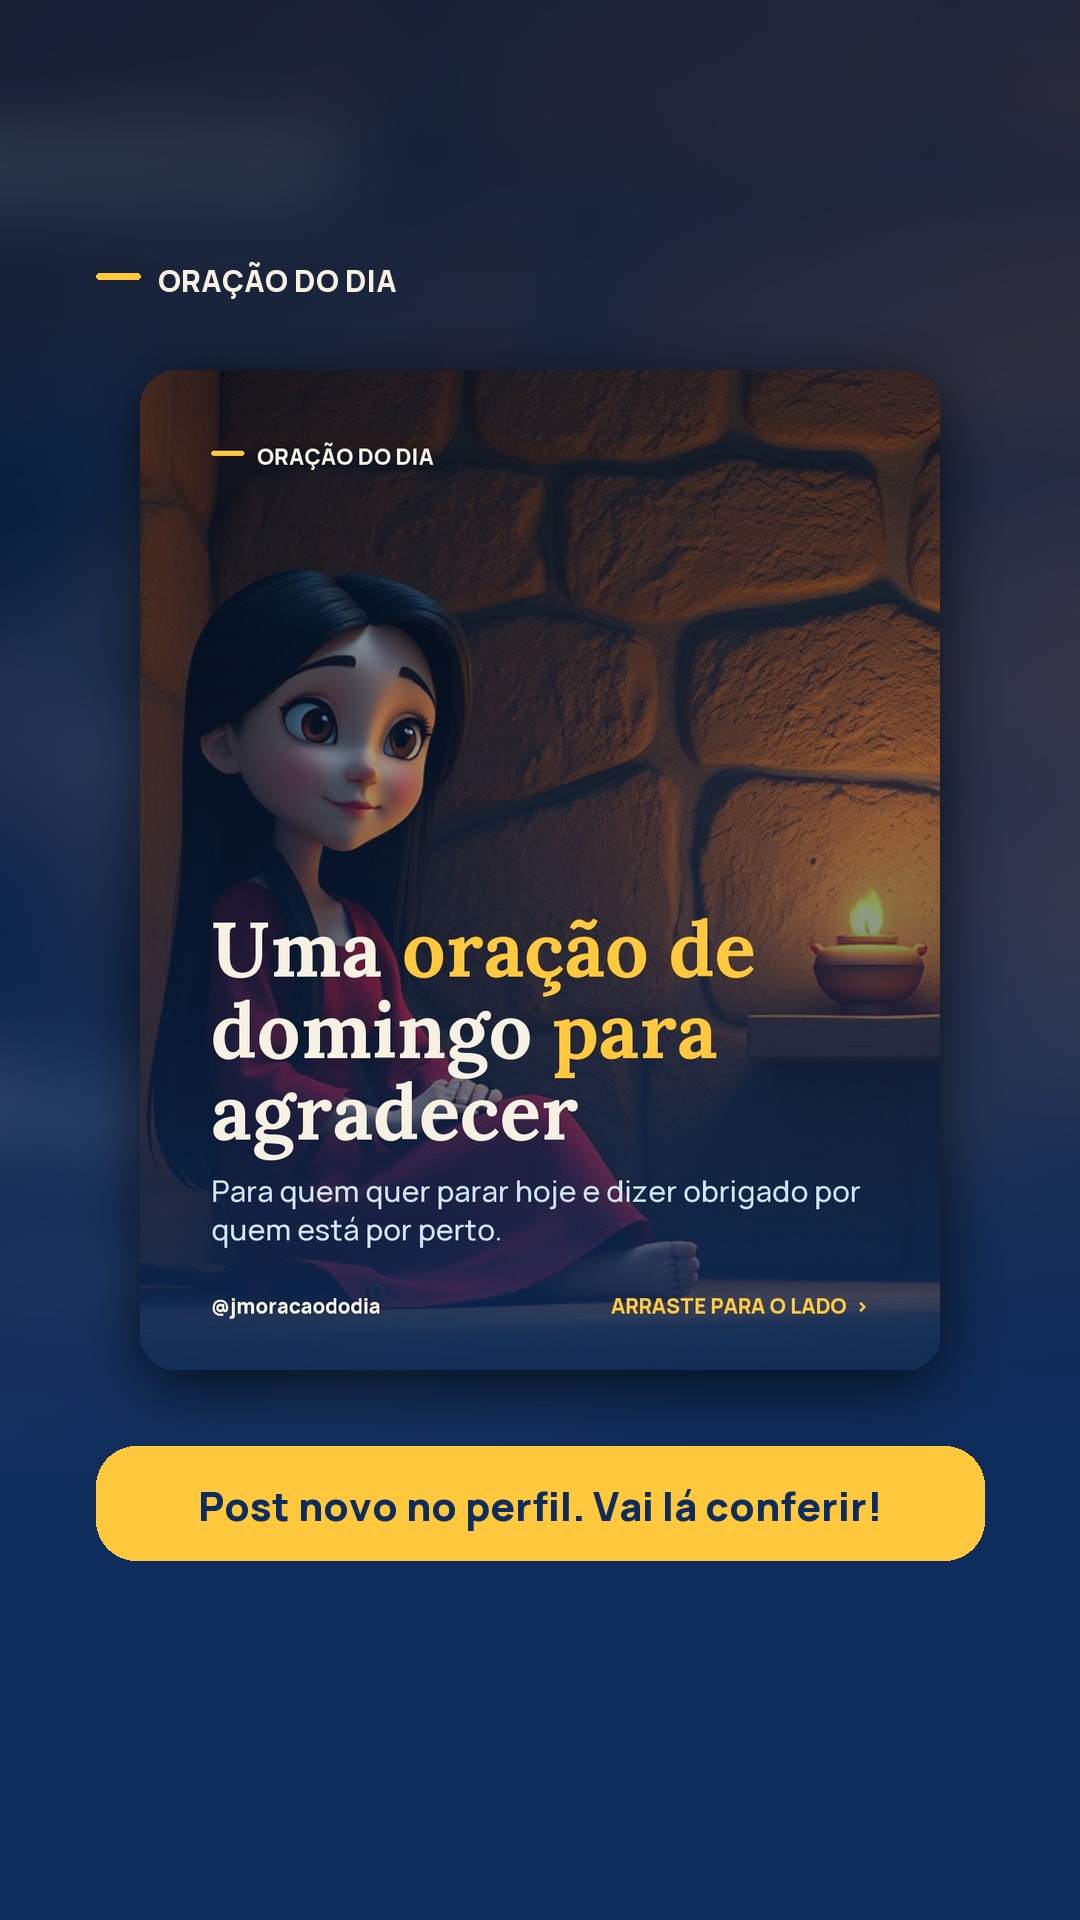 ORAÇÃO DO DIA
ORAÇÃO DO DIA
Uma oração de
domingo para
agradecer
Para quem quer parar hoje e dizer obrigado por
quem está por perto.
@jmoracaododia
ARRASTE PARA O LADO ›
Post novo no perfil. Vai lá conferir!